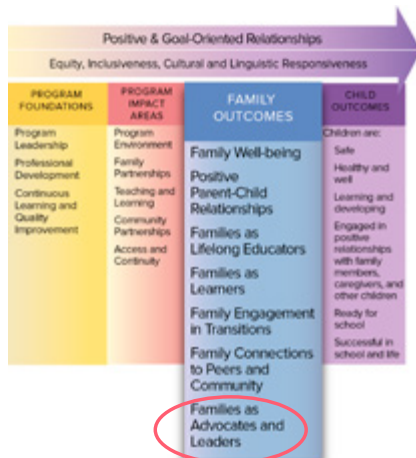 Positive & Goal-Oriented Relationships
Equity, Inclusiveness, Cultural and Linguistic Responsiveness
PROGRAM
FOUNDATIONS
Program
Leadership
Professional
Development
Continuous
Learning and
Quality
Improvement
PROGRAM
IMPACT
AREAS
Program
Environment
Family
Partnerships
Teaching and
Learning
Community
Partnerships
Access and
Continuity
FAMILY
OUTCOMES
Family Well-being
Positive
Parent-Child
Relationships
Families as
Lifelong Educators
Families as
Learners
Family Engagement
in Transitions
Family Connections
to Peers and
Community
Families as
Advocates and
Leaders
CHILD
OUTCOMES
Children are:
Safe
Healthy and
well
Learning and
developing
Engaged in
positive
relationships
with family
members,
caregivers, and
other children
Ready for
school
Successful in
school and life